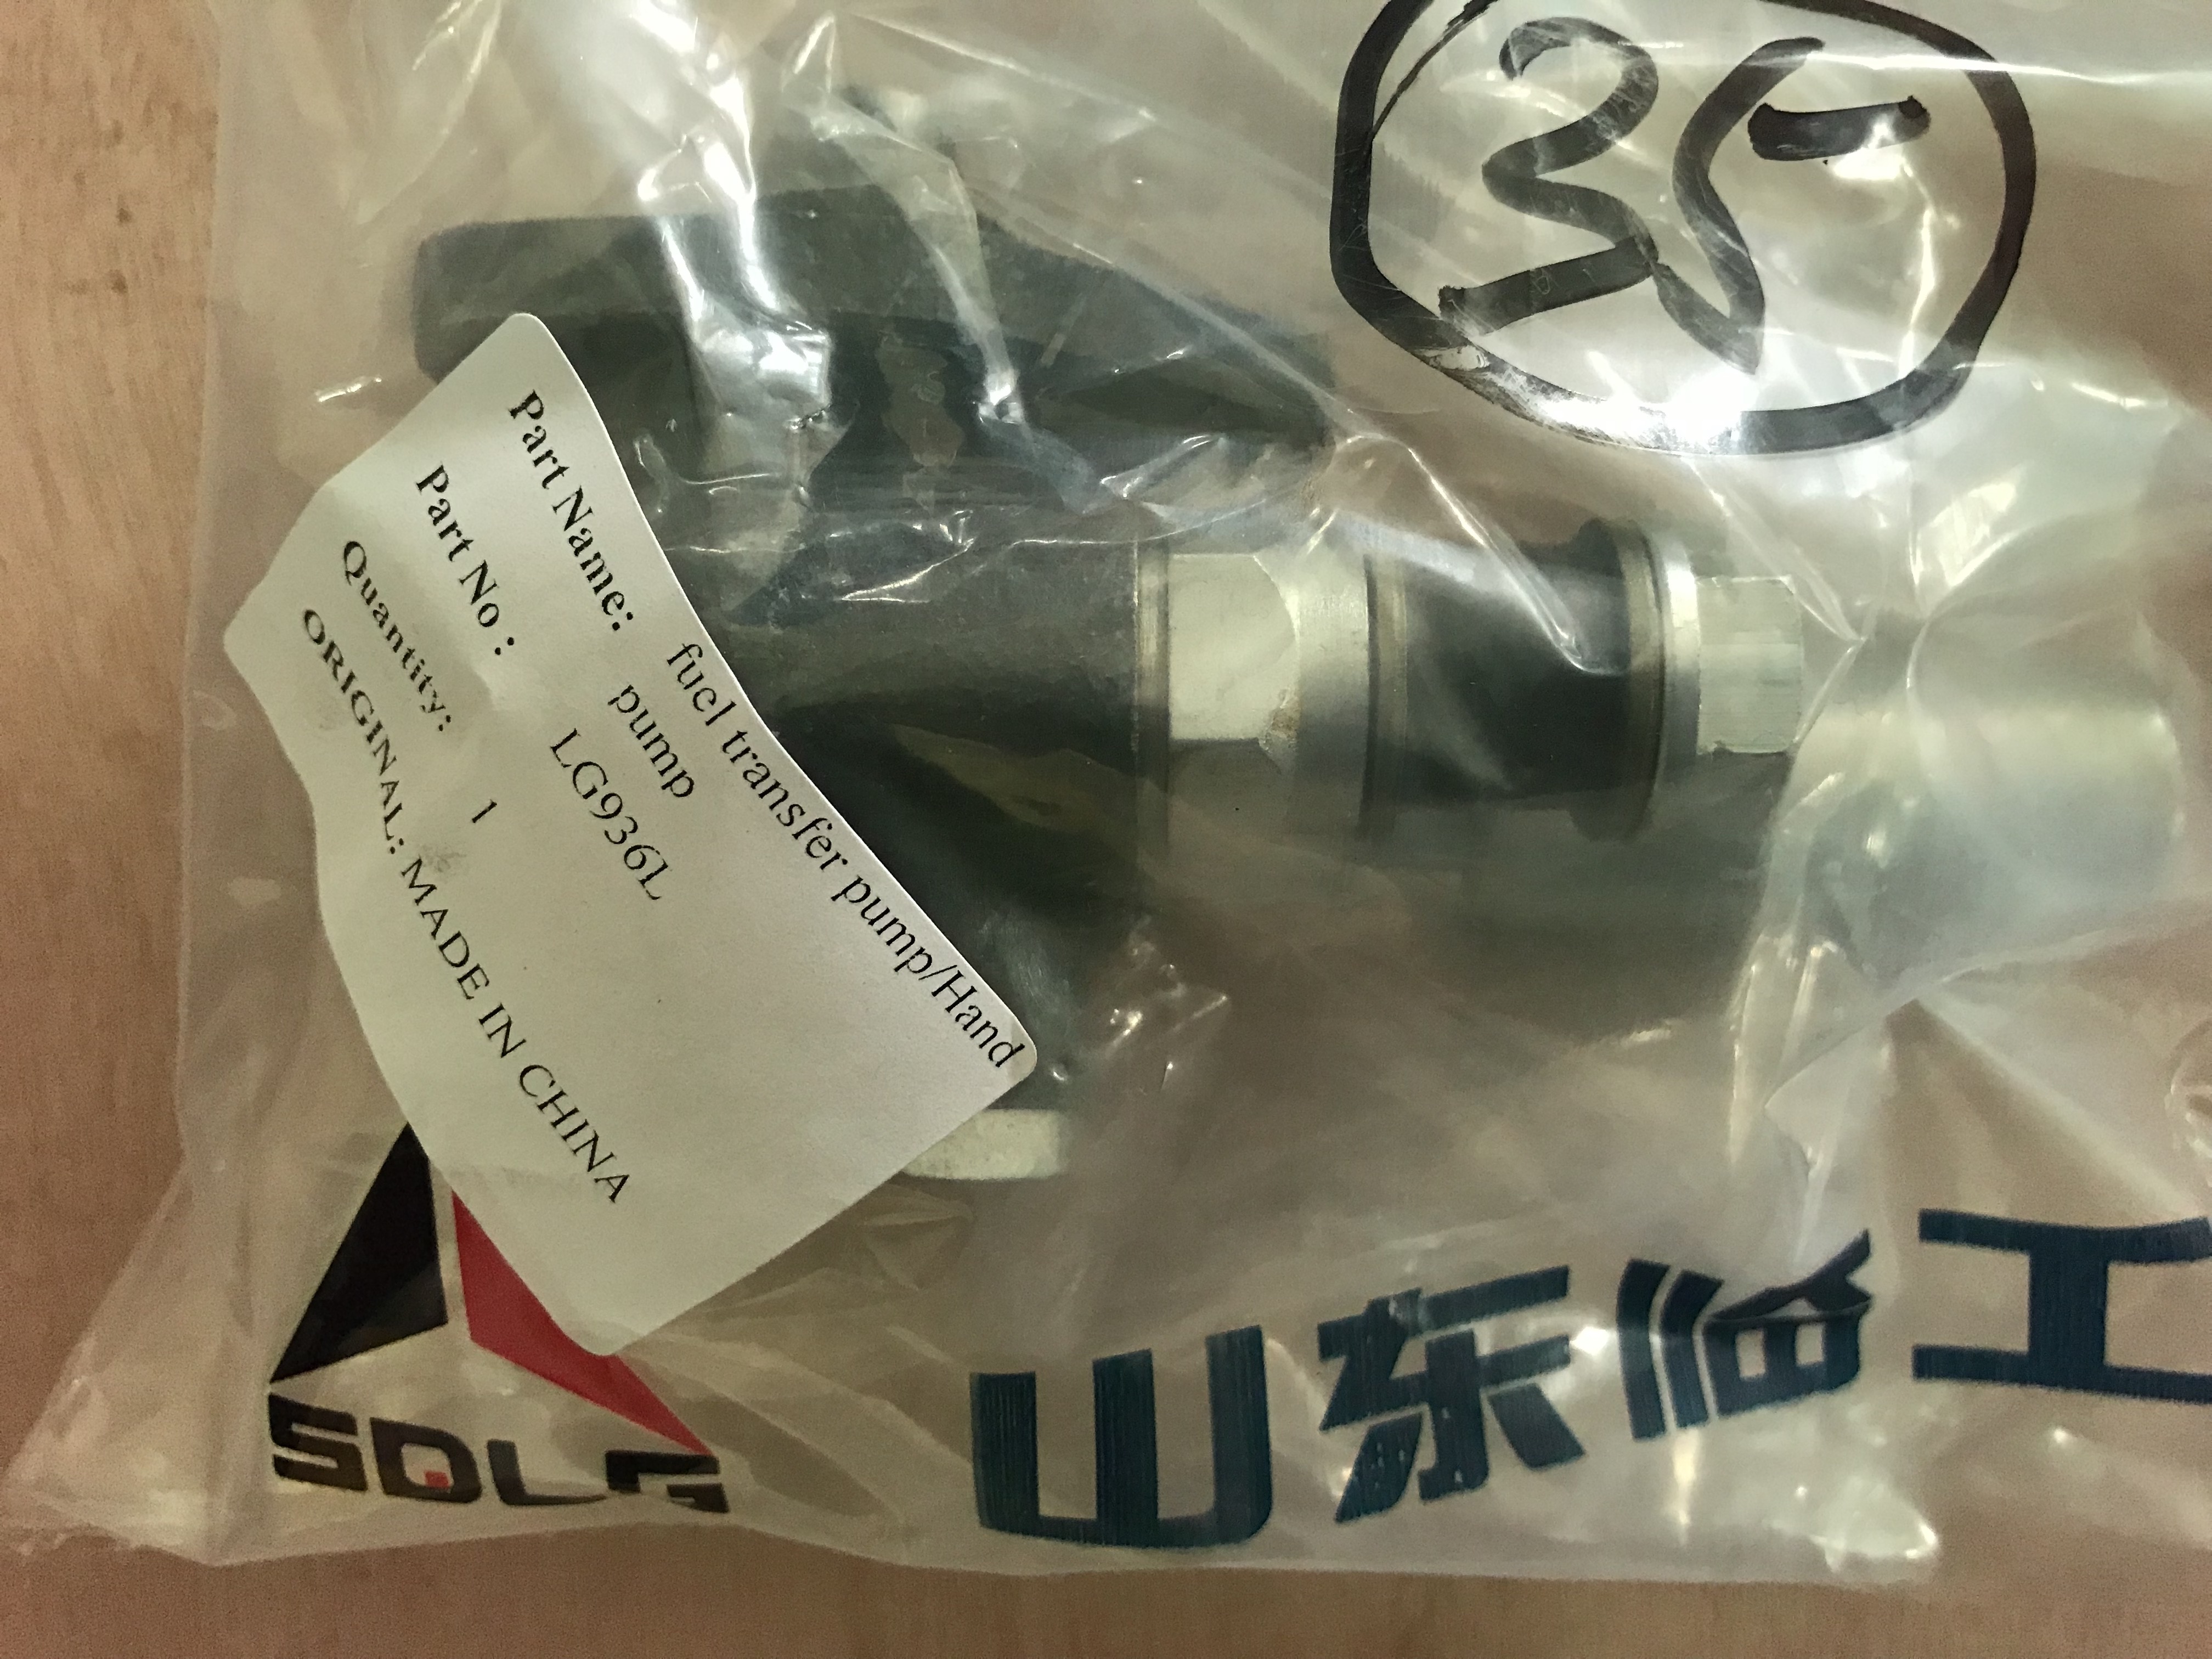 35
Part Name: fuel transfer pump/Hand
pump
Part No : LG936L
Quantity: 1
ORIGINAL: MADE IN CHINA
SDLG
山东临工